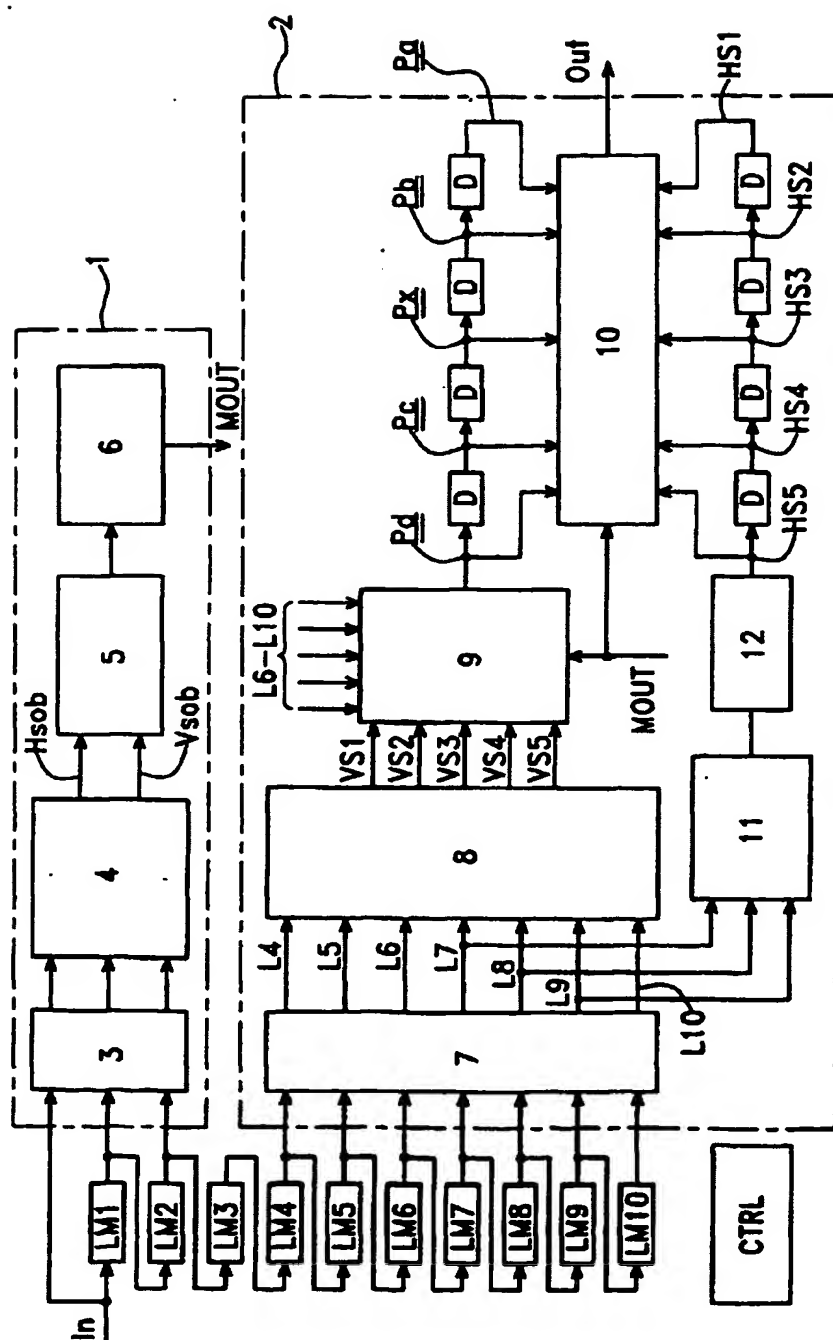 In
LM1
LM2
LM3
LM4
LM5
LM6
LM7
LM8
LM9
LM10
CTRL
1
3
4
Hsob
Vsob
5
6
MOUT
2
7
L4
L5
L6
L7
L8
L9
L10
8
VS1
VS2
VS3
VS4
VS5
L6-L10
9
MOUT
11
12
Pd
D
Pc
D
Px
D
Pb
D
Pa
10
Out
HS5
D
HS4
D
HS3
D
HS2
D
HS1